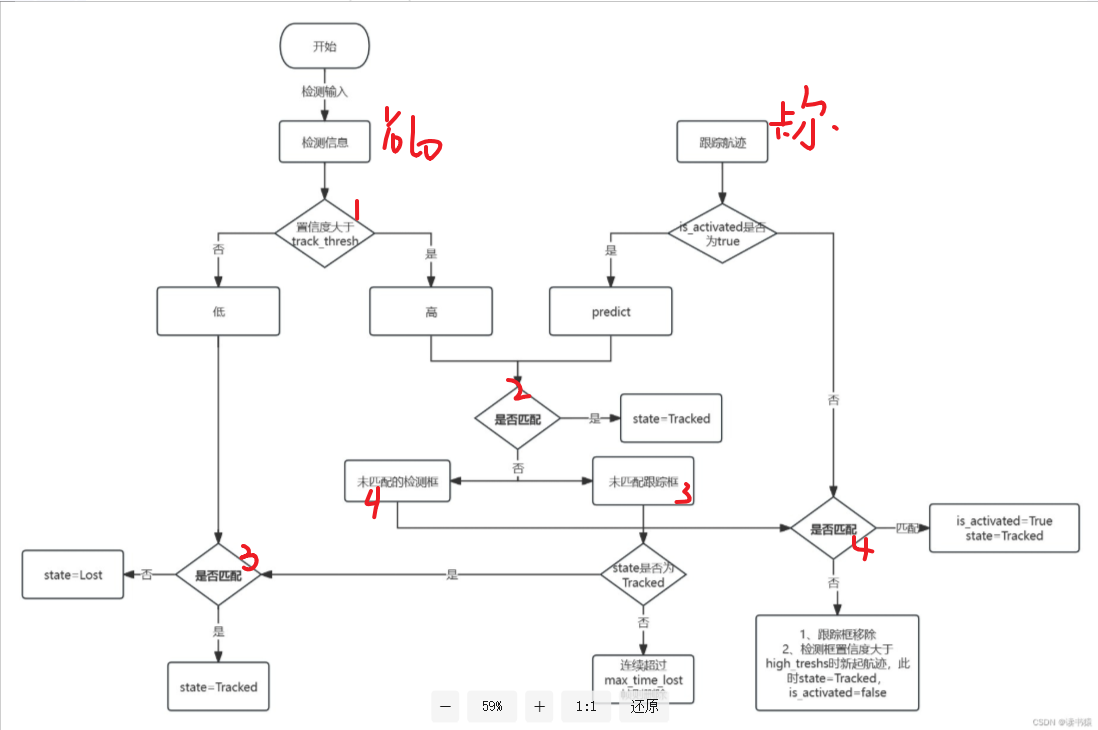 开始
检测输入
检测信息
跟踪航迹
卡尔.
1
置信度大于
track_thresh
is_activated是否
为true
否
是
是
低
高
predict
否
2
是否匹配
是
state=Tracked
否
未匹配的检测框
4
未匹配跟踪框
3
是否匹配
4
匹配
is_activated=True
state=Tracked
state=Lost
否
3
是否匹配
是
state是否为
Tracked
是
否
否
state=Tracked
连续超过
max_time_lost
1、跟踪框移除
2、检测框置信度大于
high_treshs时新起航迹，此
时state=Tracked,
is_activated=false
59%
1:1
还原
CSDN @读书猿